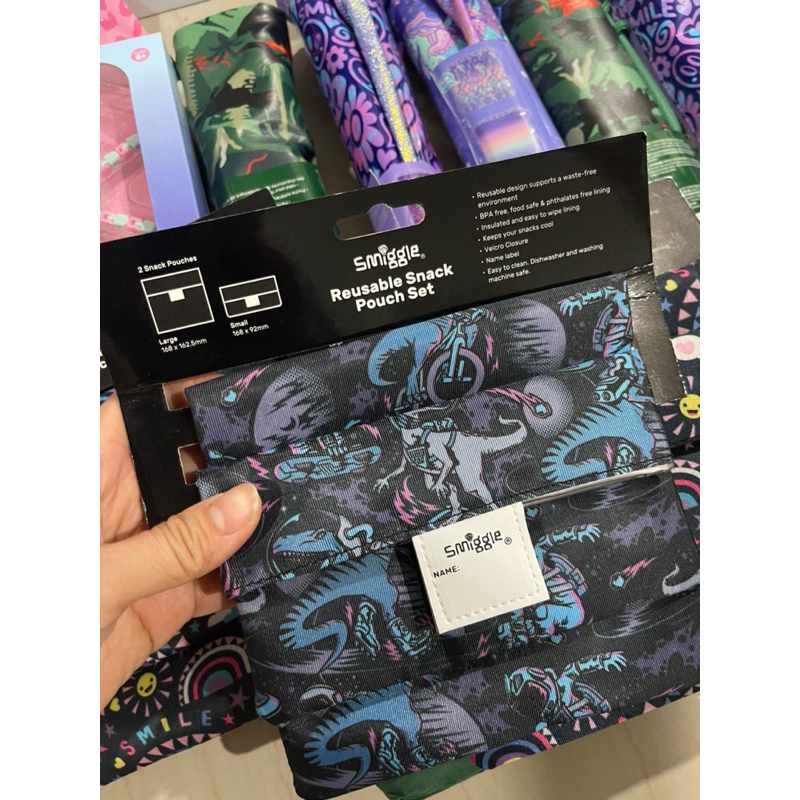 SMILE
2 Snack Pouches
Large
168 x 162.5mm
Small
168 x 92mm
smiggle®
Reusable Snack
Pouch Set
• Reusable design supports a waste-free
environment
• BPA free, food safe & phthalates free lining
• Insulated and easy to wipe lining
• Keeps your snacks cool
• Velcro Closure
• Name label
• Easy to clean. Dishwasher and washing
machine safe.
smiggle®
NAME:
SMILE